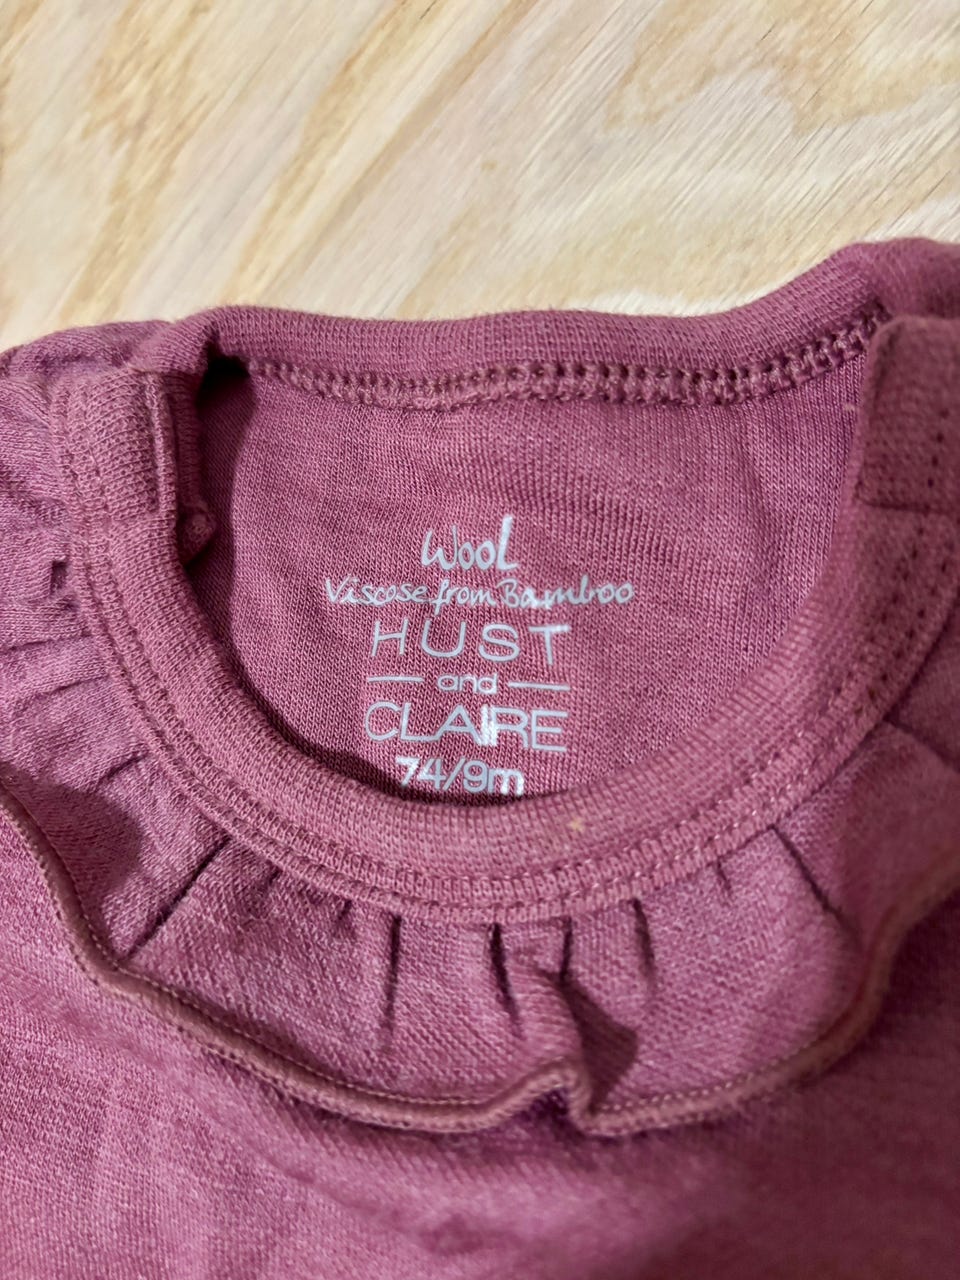 Wool
Viscose from Bamboo
HUST
and
CLAIRE
74/9m